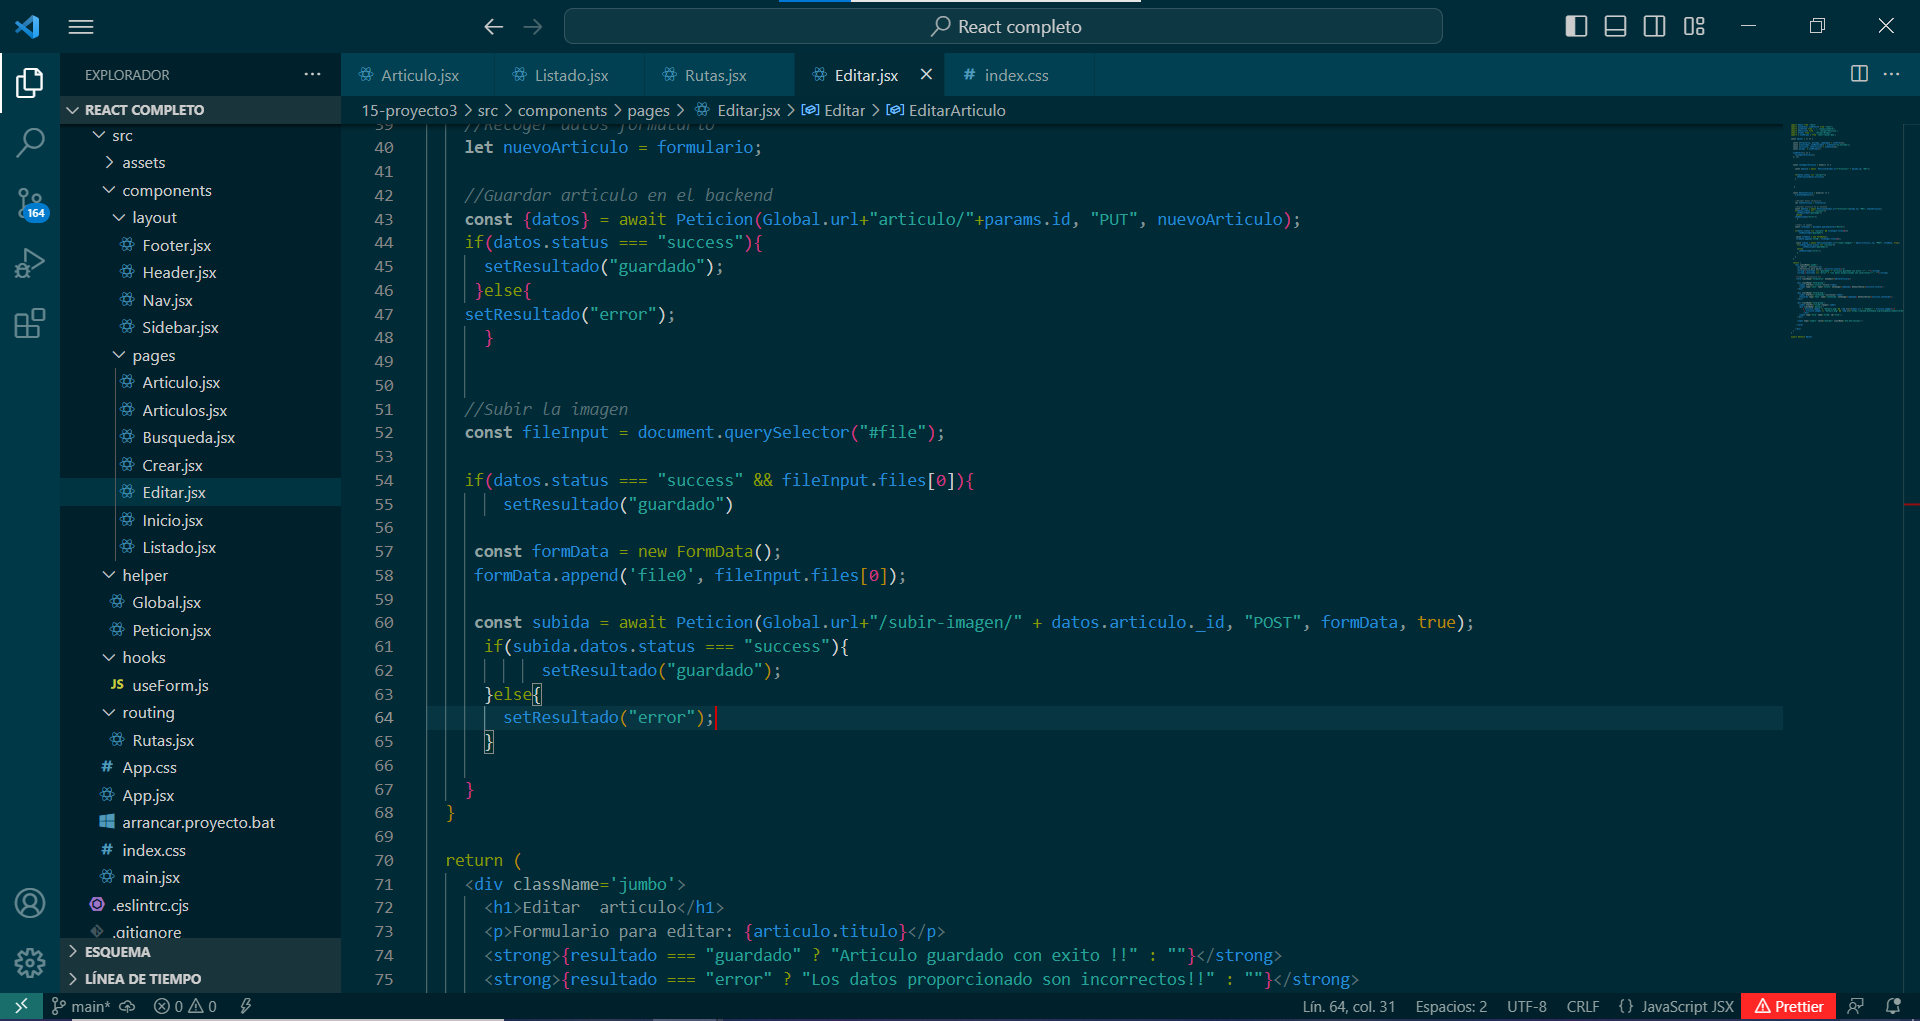 React completo
EXPLORADOR
Articulo.jsx
Listado.jsx
Rutas.jsx
Editar.jsx
# index.css
REACT COMPLETO
15-proyecto3 > src > components > pages > Editar.jsx > Editar > EditarArticulo
src
assets
components
layout
Footer.jsx
Header.jsx
Nav.jsx
Sidebar.jsx
pages
Articulo.jsx
Articulos.jsx
Busqueda.jsx
Crear.jsx
Editar.jsx
Inicio.jsx
Listado.jsx
helper
Global.jsx
Peticion.jsx
hooks
JS useForm.js
routing
Rutas.jsx
# App.css
App.jsx
arrancar.proyecto.bat
# index.css
main.jsx
.eslintrc.cjs
.gitignore
ESQUEMA
LÍNEA DE TIEMPO
164
39 //Recoger datos formulario
40 let nuevoArticulo = formulario;
41
42 //Guardar articulo en el backend
43 const {datos} = await Peticion(Global.url+"articulo/"+params.id, "PUT", nuevoArticulo);
44 if(datos.status === "success"){
45 setResultado("guardado");
46 }else{
47 setResultado("error");
48 }
49
50
51 //Subir la imagen
52 const fileInput = document.querySelector("#file");
53
54 if(datos.status === "success" && fileInput.files[0]){
55 setResultado("guardado")
56
57 const formData = new FormData();
58 formData.append('file0', fileInput.files[0]);
59
60 const subida = await Peticion(Global.url+"/subir-imagen/" + datos.articulo._id, "POST", formData, true);
61 if(subida.datos.status === "success"){
62 setResultado("guardado");
63 }else{
64 setResultado("error");
65 }
66
67 }
68 }
69
70 return (
71 <div className='jumbo'>
72 <h1>Editar  articulo</h1>
73 <p>Formulario para editar: {articulo.titulo}</p>
74 <strong>{resultado === "guardado" ? "Articulo guardado con exito !!" : ""}</strong>
75 <strong>{resultado === "error" ? "Los datos proporcionado son incorrectos!!" : ""}</strong>
main* 0 0 Lín. 64, col. 31 Espacios: 2 UTF-8 CRLF {} JavaScript JSX Prettier